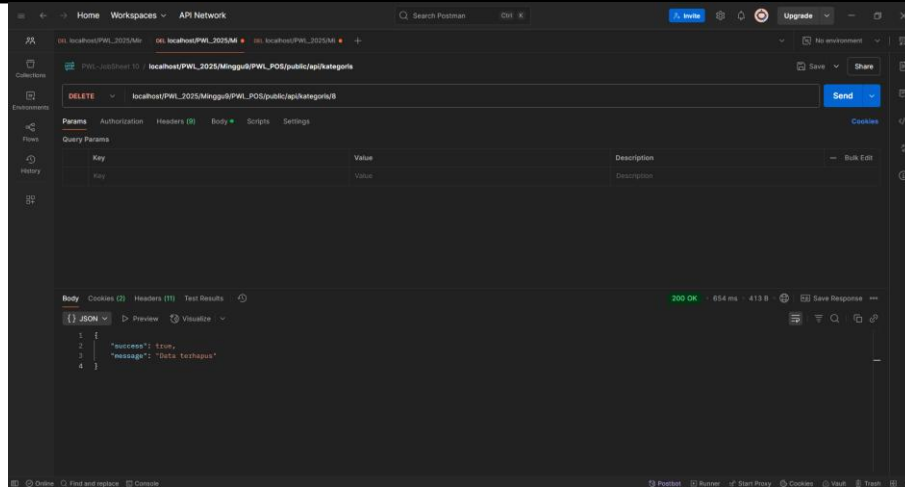 Home Workspaces API Network Search Postman Ctrl K Invite Upgrade
DEL localhost/PWL_2025/Min DEL localhost/PWL_2025/Mi DEL localhost/PWL_2025/Mi + No environment
Collections
PWL-JobSheet 10 / localhost/PWL_2025/Minggu9/PWL_POS/public/api/kategoris Save Share
Environments
DELETE localhost/PWL_2025/Minggu9/PWL_POS/public/api/kategoris/8 Send
Flows
Params Authorization Headers (9) Body Scripts Settings Cookies
Query Params
History
Key Value Description Bulk Edit
Key Value Description
Body Cookies (2) Headers (11) Test Results 200 OK 654 ms 413 B Save Response
{} JSON Preview Visualize
1 {
2 "success": true,
3 "message": "Data terhapus"
4 }
Online Find and replace Console Postbot Runner Start Proxy Cookies Vault Trash